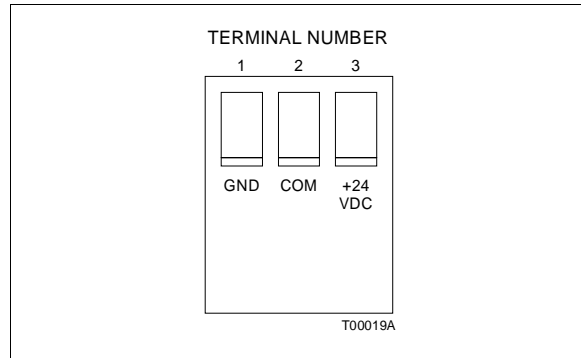 TERMINAL NUMBER
1 2 3
GND COM +24
VDC
T00019A